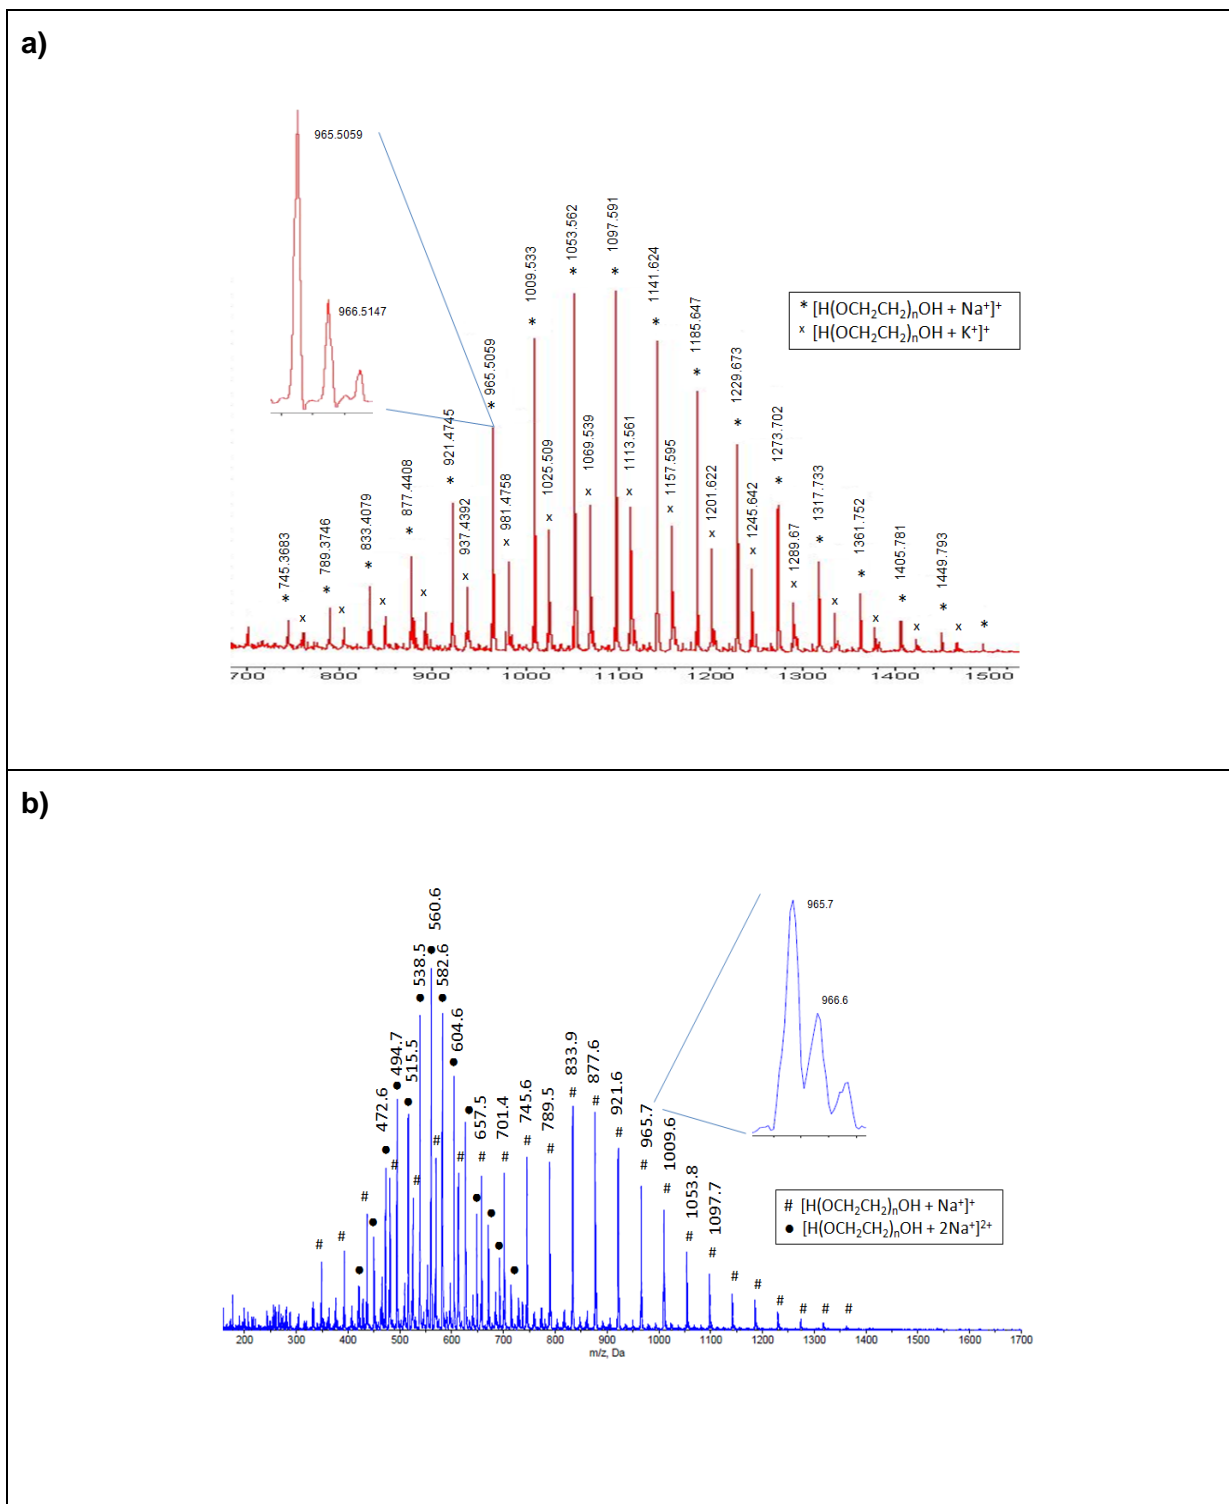 a)
965.5059
966.5147
* 745.3683
* 789.3746
* 833.4079
* 877.4408
* 921.4745
* 965.5059
* 1009.533
* 1053.562
* 1097.591
* 1141.624
* 1185.647
* 1229.673
* 1273.702
* 1317.733
* 1361.752
* 1405.781
* 1449.793
*
x
x
x
x
x 937.4392
x 981.4758
x 1025.509
x 1069.539
x 1113.561
x 1157.595
x 1201.622
x 1245.642
x 1289.67
x
x
x
x
* [H(OCH₂CH₂)ₙOH + Na⁺]⁺
x [H(OCH₂CH₂)ₙOH + K⁺]⁺
700 800 900 1000 1100 1200 1300 1400 1500
b)
472.6
494.7
515.5
538.5
560.6
582.6
604.6
657.5
701.4
745.6
789.5
833.9
877.6
921.6
965.7
1009.6
1053.8
1097.7
965.7
966.6
# [H(OCH₂CH₂)ₙOH + Na⁺]⁺
● [H(OCH₂CH₂)ₙOH + 2Na⁺]²⁺
200 300 400 500 600 700 800 900 1000 1100 1200 1300 1400 1500 1600 1700
m/z, Da